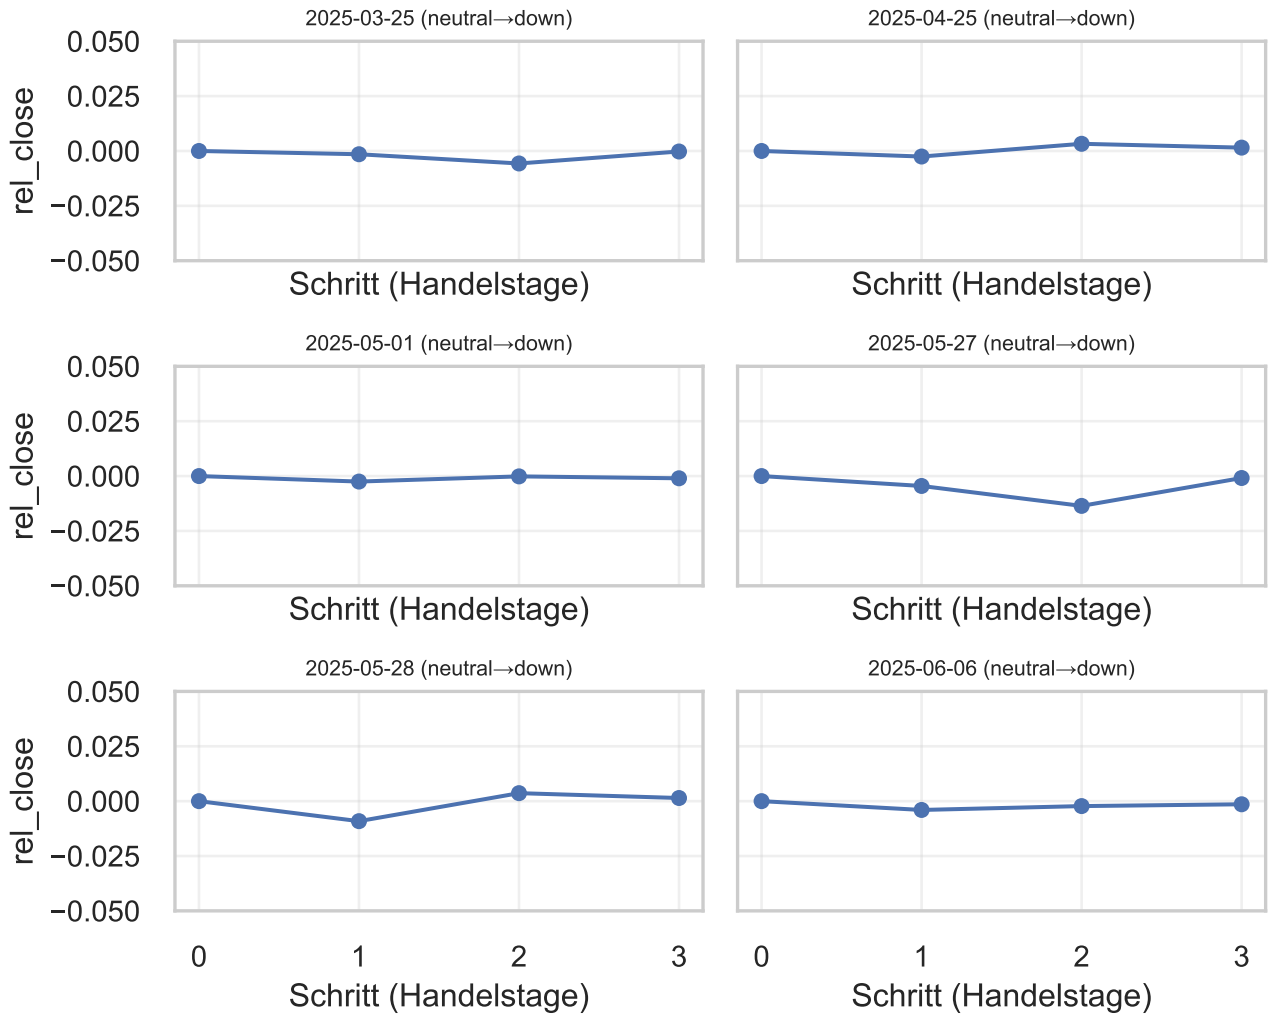 2025-03-25 (neutral→down)
0.050
0.025
0.000
−0.025
−0.050
rel_close
Schritt (Handelstage)
2025-04-25 (neutral→down)
Schritt (Handelstage)
2025-05-01 (neutral→down)
0.050
0.025
0.000
−0.025
−0.050
rel_close
Schritt (Handelstage)
2025-05-27 (neutral→down)
Schritt (Handelstage)
2025-05-28 (neutral→down)
0.050
0.025
0.000
−0.025
−0.050
rel_close
0 1 2 3
Schritt (Handelstage)
2025-06-06 (neutral→down)
0 1 2 3
Schritt (Handelstage)